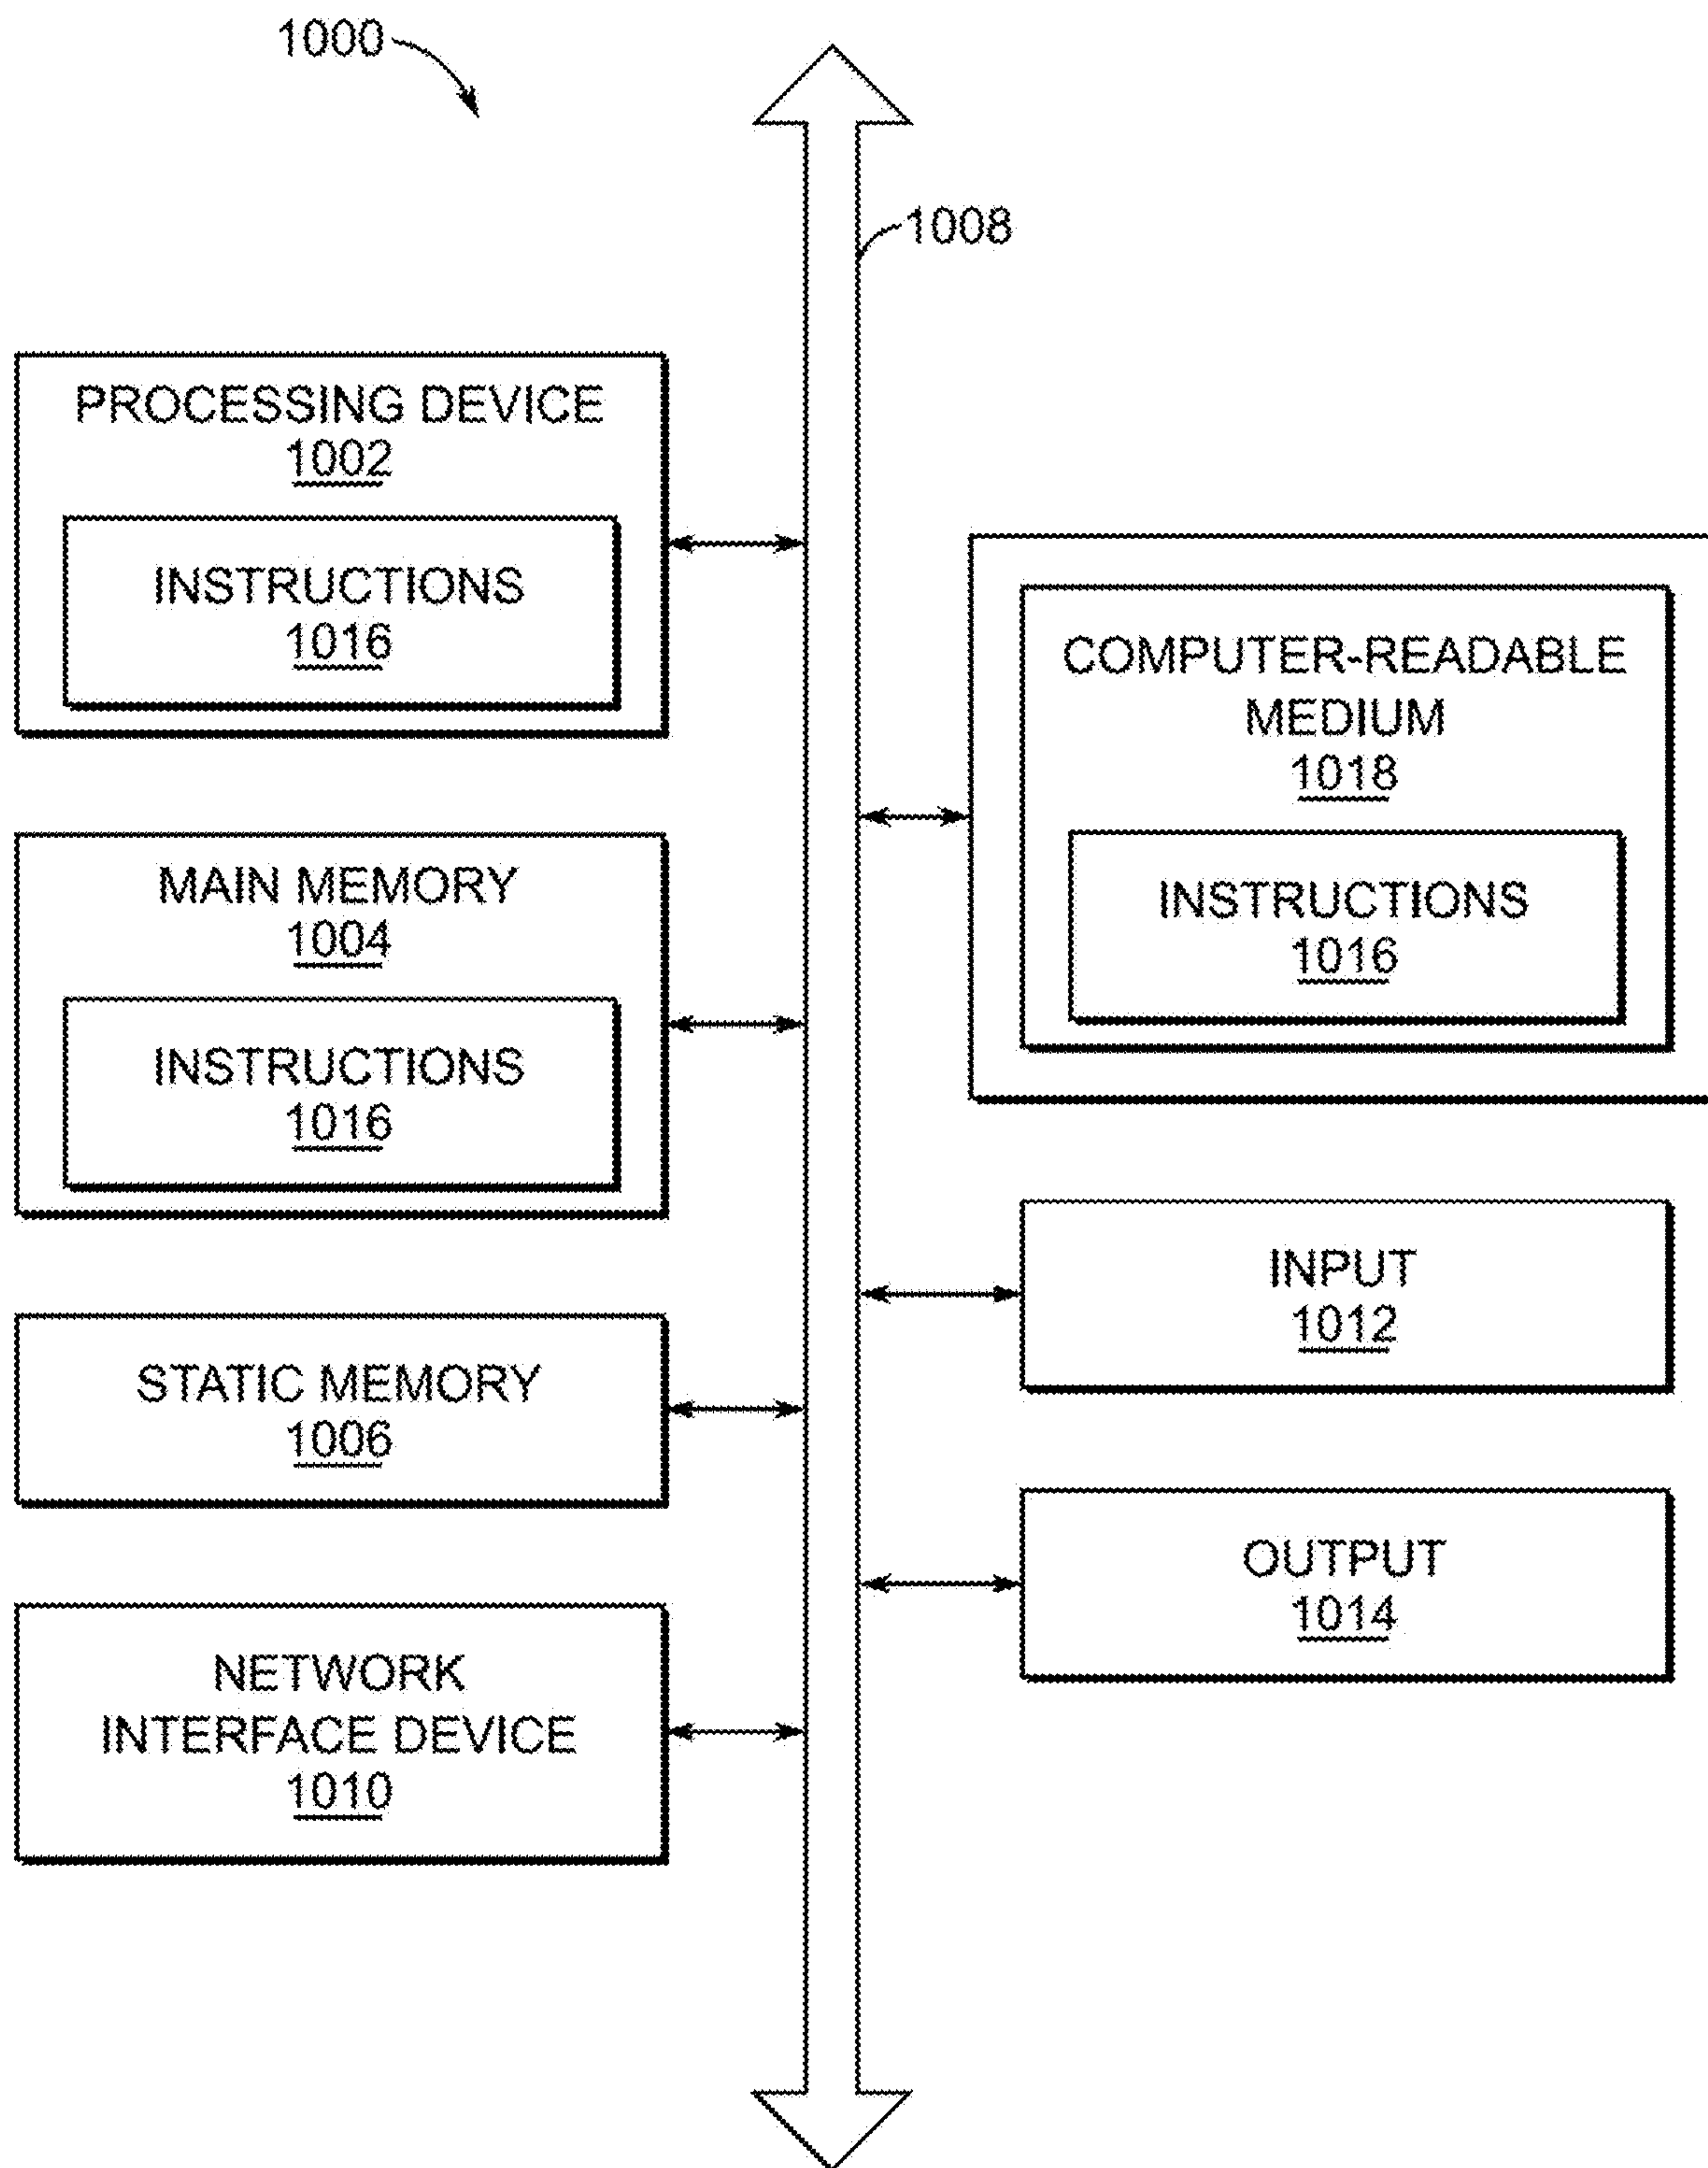 1000
1008
PROCESSING DEVICE
1002
INSTRUCTIONS
1016
MAIN MEMORY
1004
INSTRUCTIONS
1016
STATIC MEMORY
1006
NETWORK
INTERFACE DEVICE
1010
COMPUTER-READABLE
MEDIUM
1018
INSTRUCTIONS
1016
INPUT
1012
OUTPUT
1014